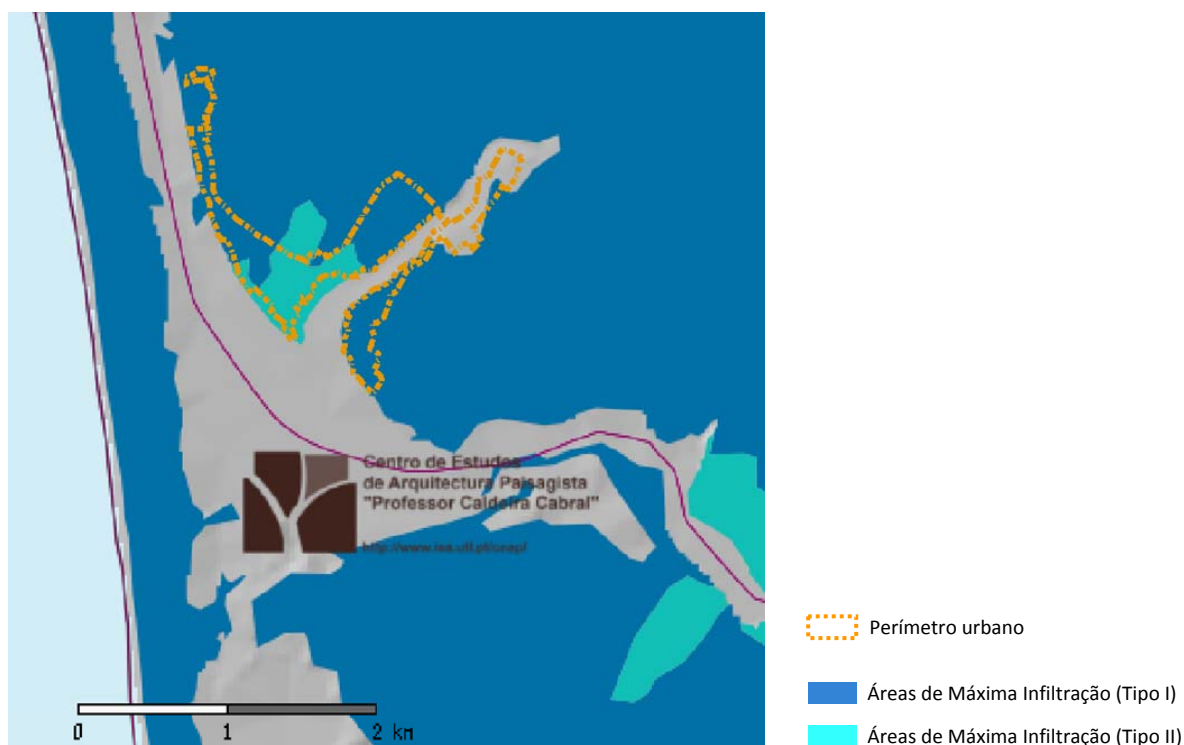 Centro de Estudos
de Arquitectura Paisagista
"Professor Caldeira Cabral"
http://www.isa.utl.pt/ceap/
0 1 2 km
Perímetro urbano
Áreas de Máxima Infiltração (Tipo I)
Áreas de Máxima Infiltração (Tipo II)